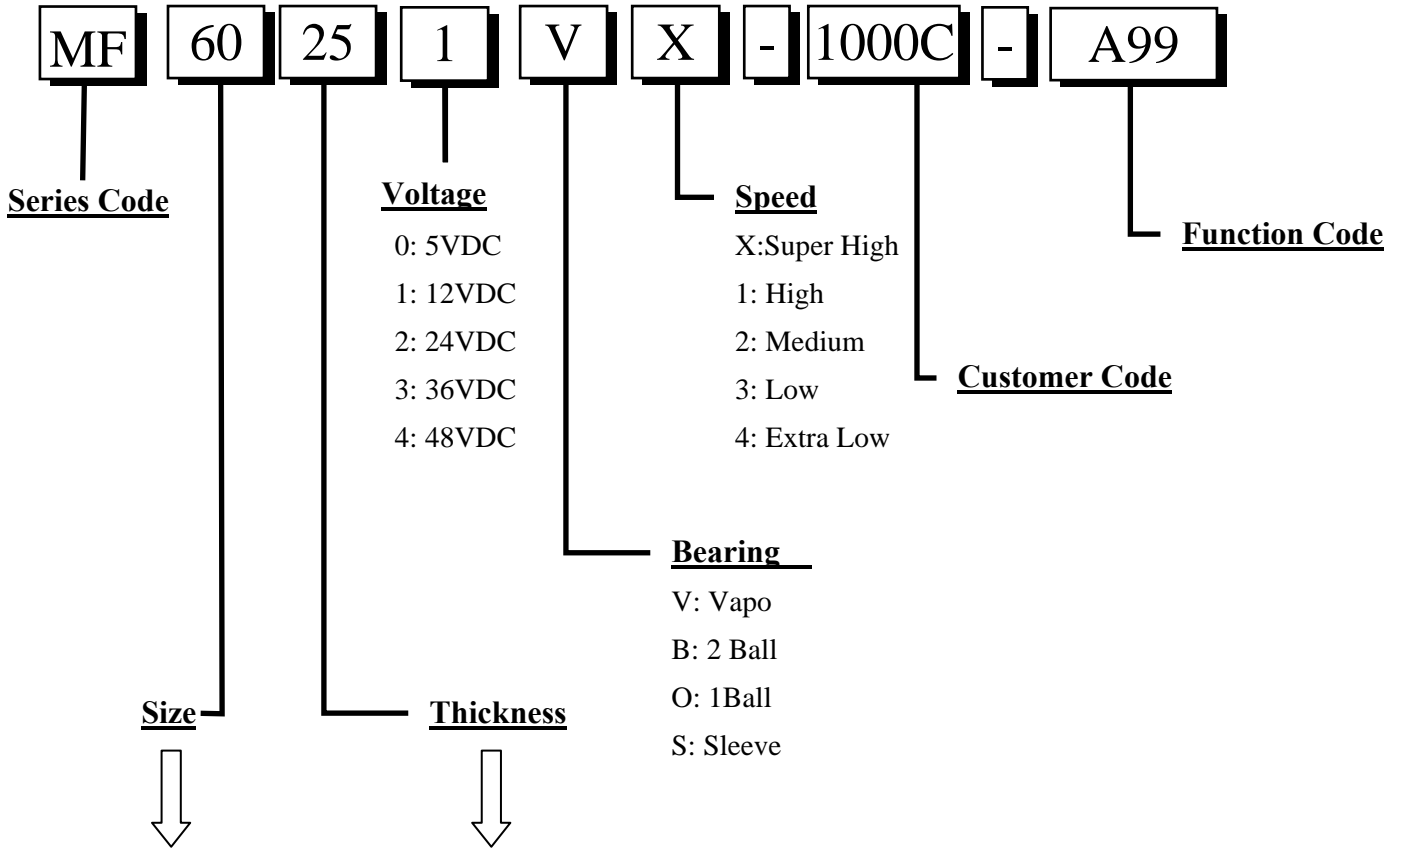 MF 60 25 1 V X - 1000C - A99
Series Code
Voltage
0: 5VDC
1: 12VDC
2: 24VDC
3: 36VDC
4: 48VDC
Speed
X:Super High
1: High
2: Medium
3: Low
4: Extra Low
Function Code
Customer Code
Bearing
V: Vapo
B: 2 Ball
O: 1Ball
S: Sleeve
Size
Thickness